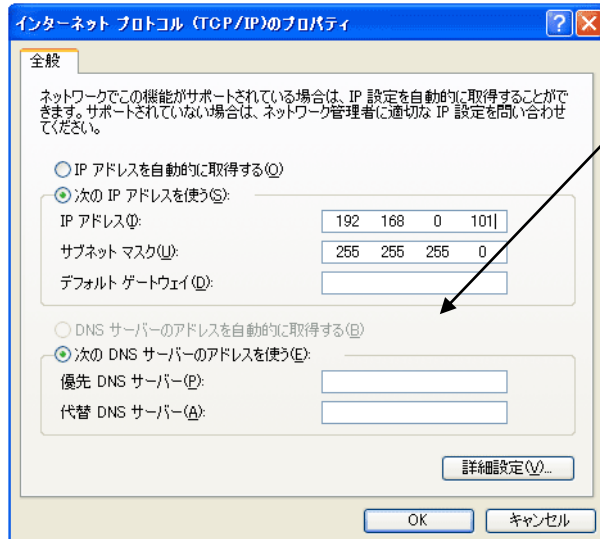 インターネット プロトコル (TCP/IP)のプロパティ
全般
ネットワークでこの機能がサポートされている場合は、IP 設定を自動的に取得することがで
きます。サポートされていない場合は、ネットワーク管理者に適切な IP 設定を問い合わせ
てください。
IP アドレスを自動的に取得する(O)
次の IP アドレスを使う(S):
IP アドレス(I): 192 168 0 101
サブネット マスク(U): 255 255 255 0
デフォルト ゲートウェイ(D):
DNS サーバーのアドレスを自動的に取得する(B)
次の DNS サーバーのアドレスを使う(E):
優先 DNS サーバー(P):
代替 DNS サーバー(A):
詳細設定(V)...
OK キャンセル